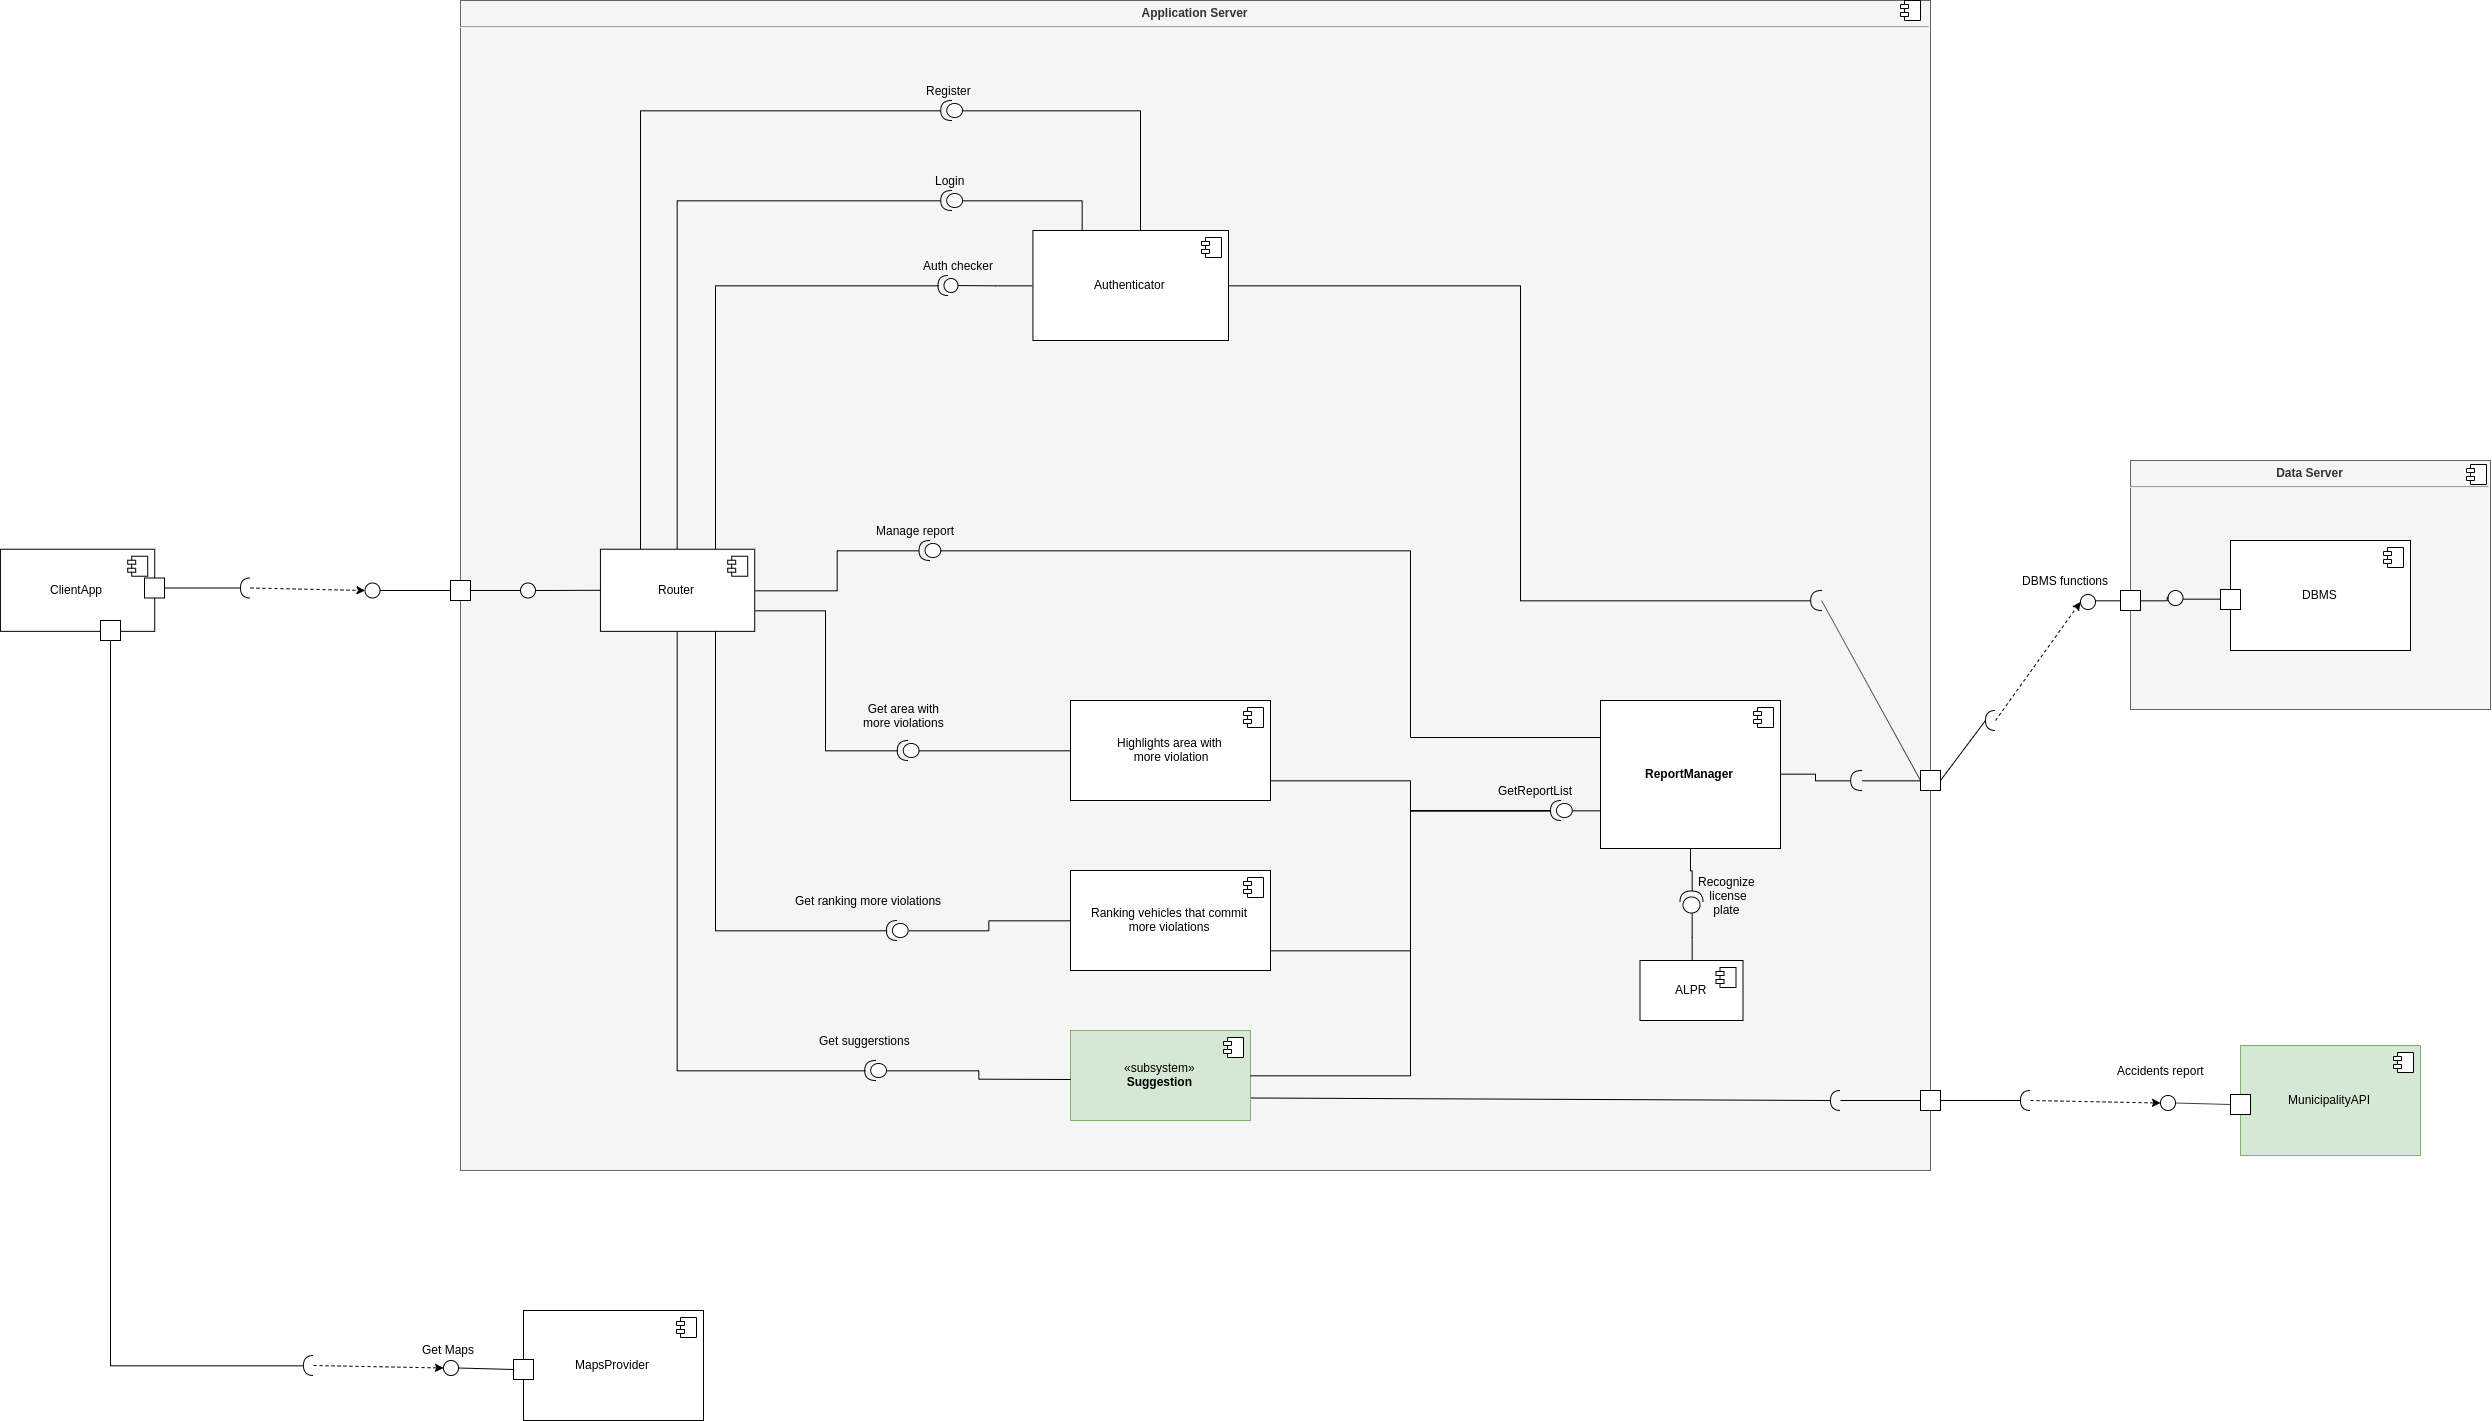 Application Server
Register
Login
Auth checker
Authenticator
Data Server
Manage report
ClientApp
Router
DBMS functions
DBMS
Get area with
more violations
Highlights area with
more violation
ReportManager
GetReportList
Recognize
license
plate
Get ranking more violations
Ranking vehicles that commit
more violations
ALPR
Get suggerstions
«subsystem»
Suggestion
Accidents report
MunicipalityAPI
Get Maps
MapsProvider